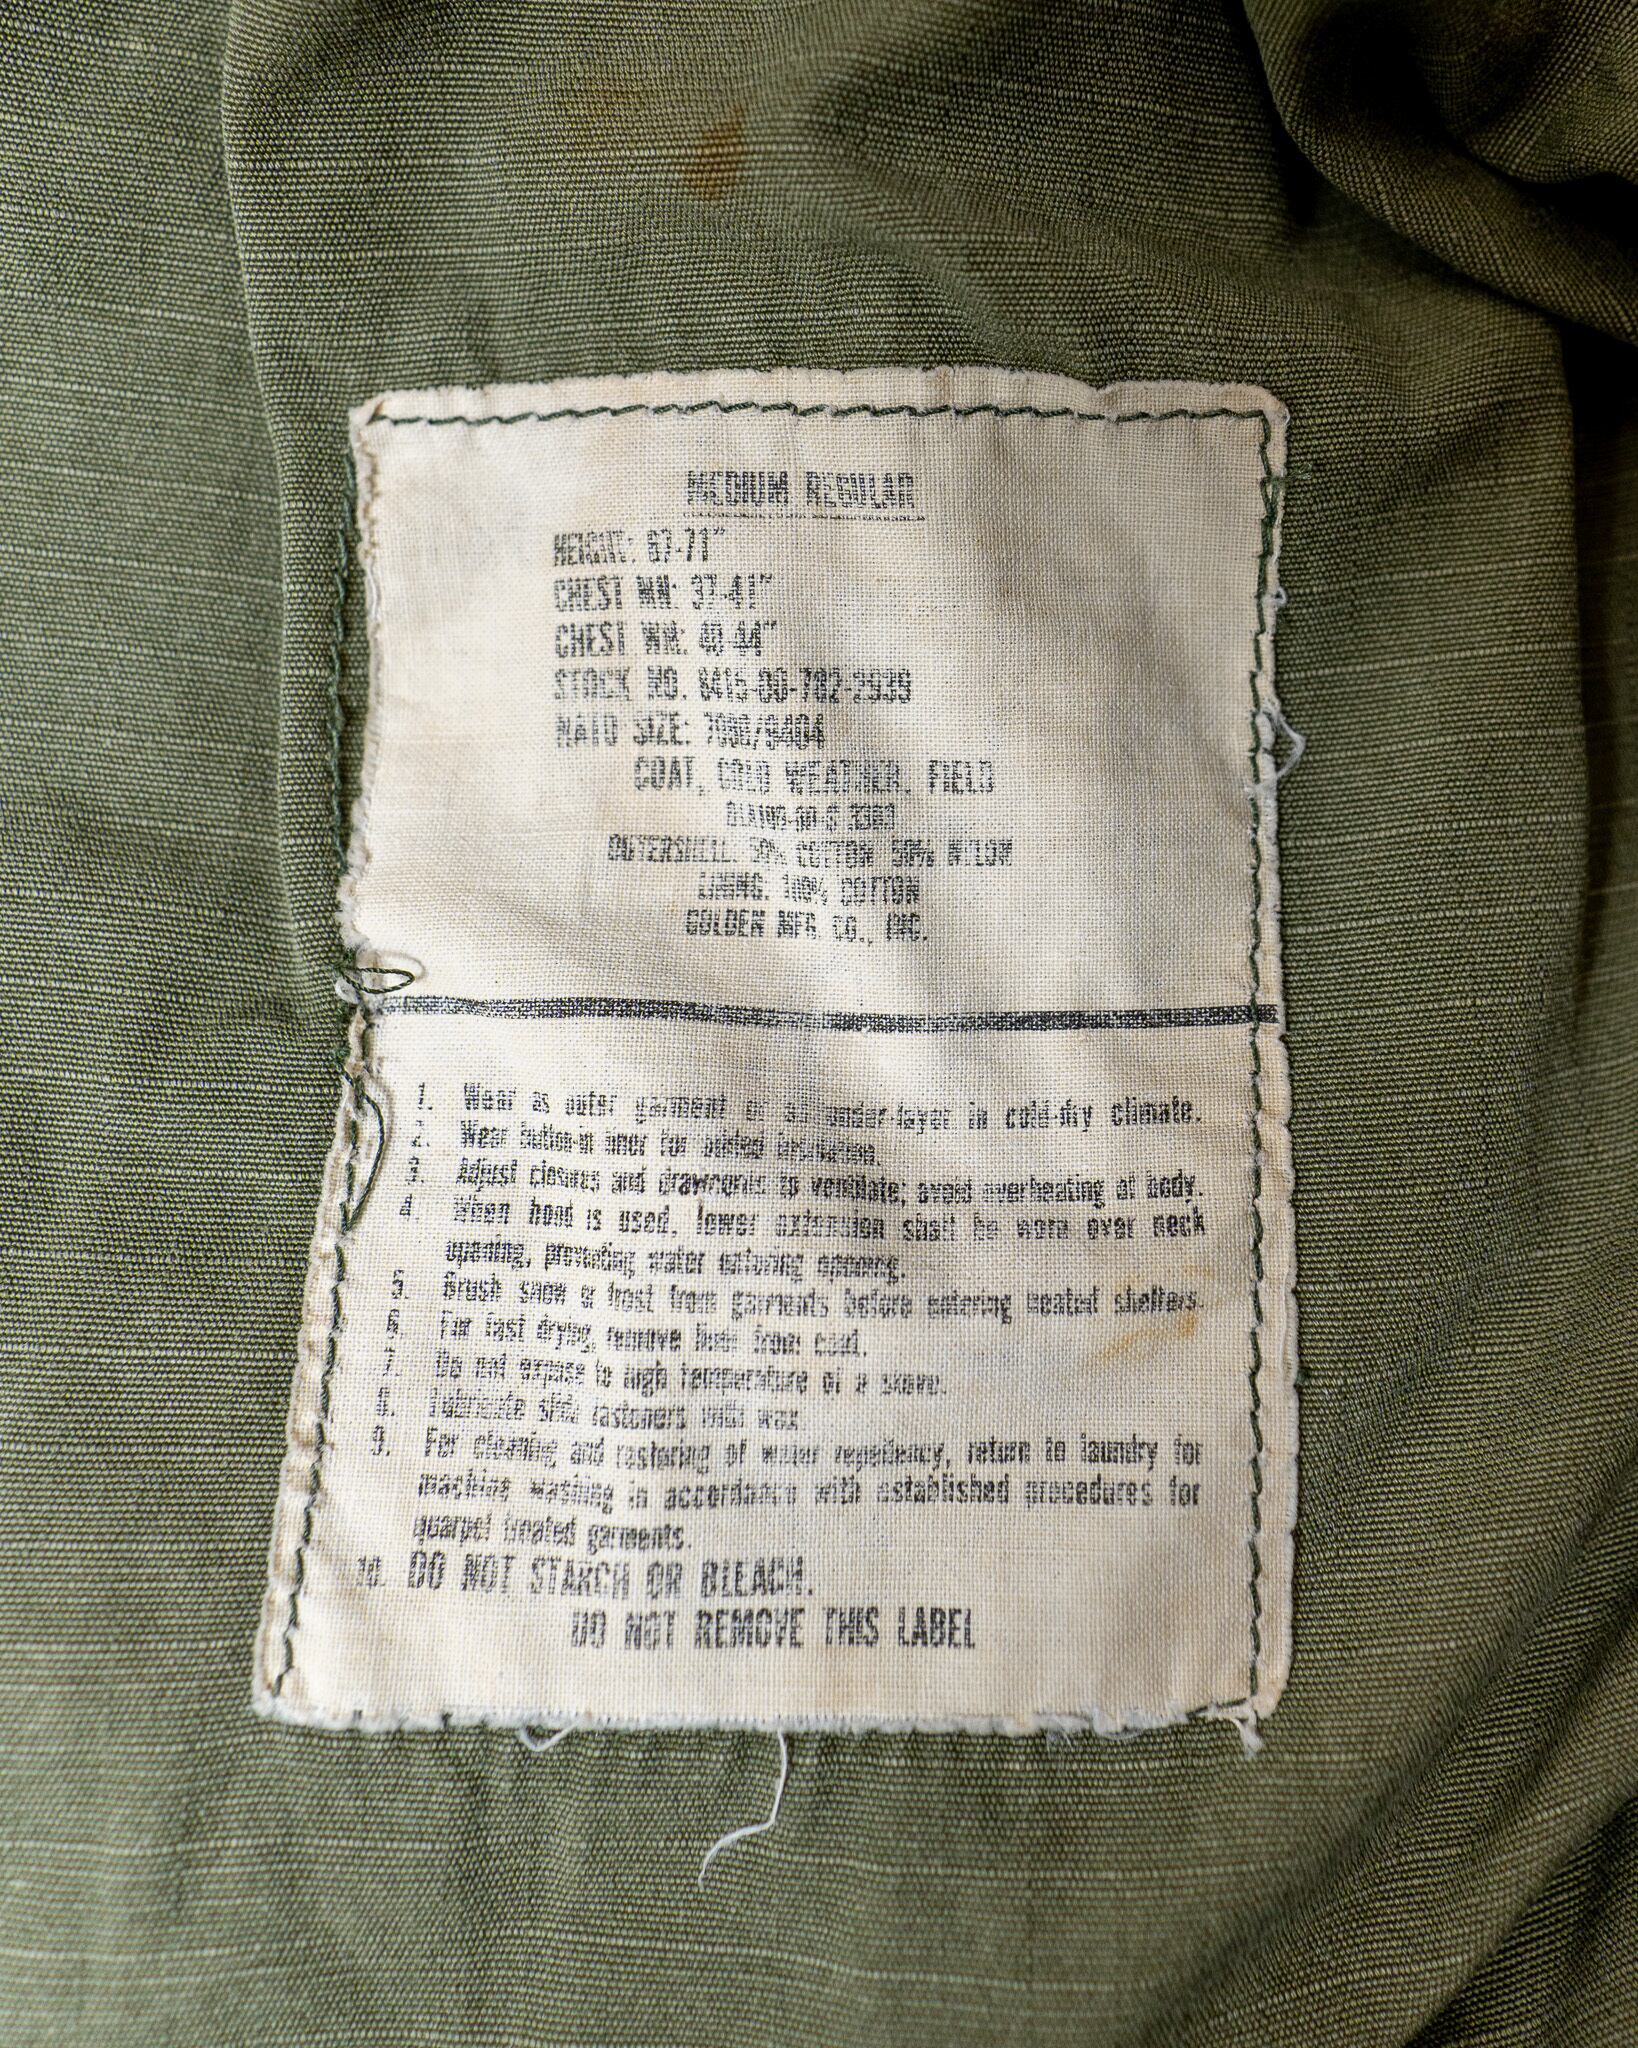 MEDIUM REGULAR
HEIGHT: 67-71"
CHEST MN: 37-41"
CHEST WN: 40-44"
STOCK NO. 8415-00-782-2939
NATO SIZE: /9404
COAT, COLD WEATHER, FIELD
OUTERSHELL. 50% COTTON 50% NYLON
LINING. 100% COTTON
GOLDEN MFG. CO., INC.
1. Wear as outer garment or as under-layer in cold-dry climate.
2. Wear button-in liner for added insulation.
3. Adjust closures and drawcords to ventilate; avoid overheating of body.
4. When hood is used, lower extension shall be worn over neck
opening, preventing water entering opening.
5. Brush snow or frost from garments before entering heated shelters.
6. For fast drying, remove liner from coat.
7. Do not expose to high temperature of a stove.
8. Lubricate slide fasteners with wax.
9. For cleaning and restoring of water repellency, return to laundry for
machine washing in accordance with established procedures for
quarpel treated garments.
10. DO NOT STARCH OR BLEACH.
DO NOT REMOVE THIS LABEL